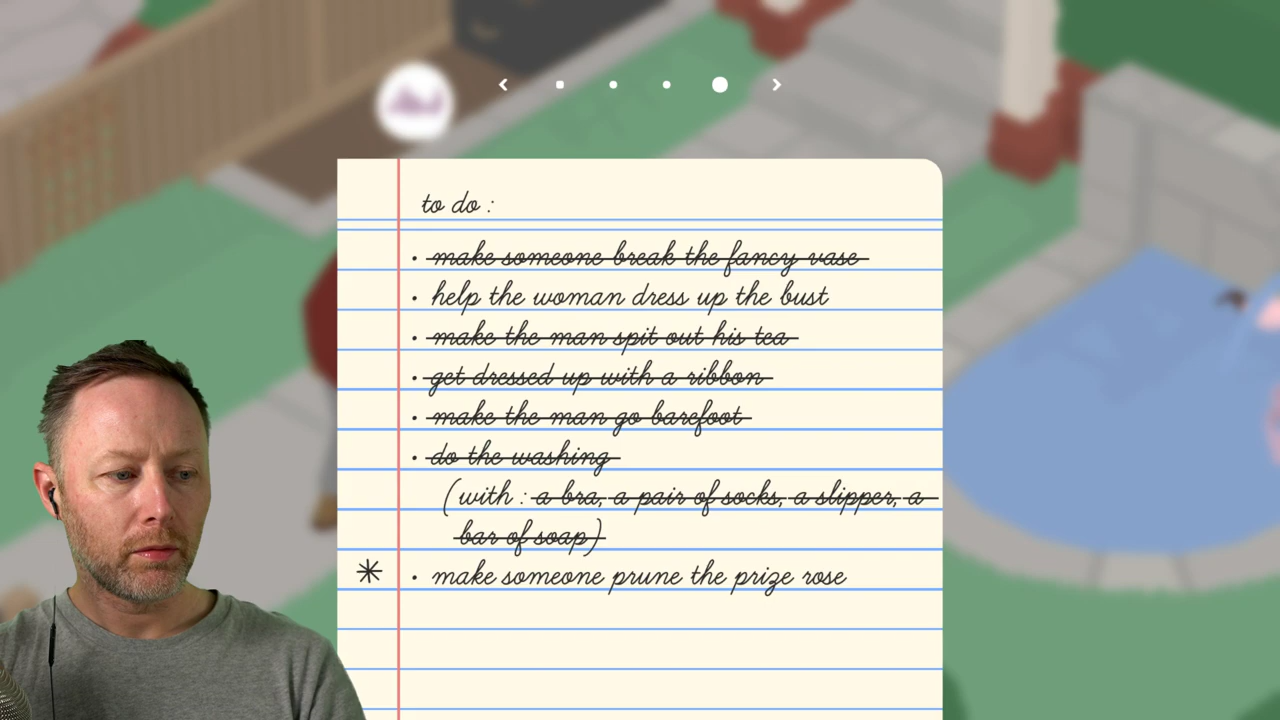 to do :
• make someone break the fancy vase
• help the woman dress up the bust
• make the man spit out his tea
• get dressed up with a ribbon
• make the man go barefoot
• do the washing
(with : a bra, a pair of socks, a slipper, a
bar of soap)
* • make someone prune the prize rose